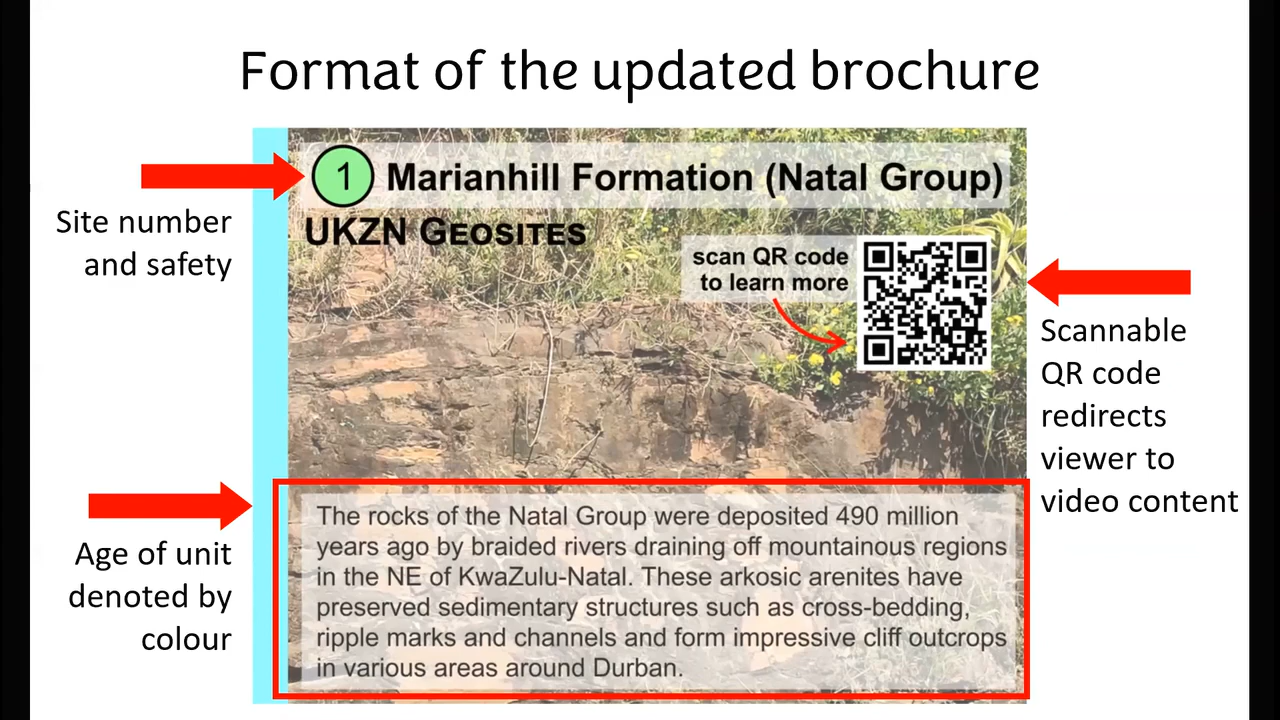 Format of the updated brochure
1 Marianhill Formation (Natal Group)
UKZN GEOSITES
Site number
and safety
scan QR code
to learn more
Scannable
QR code
redirects
viewer to
video content
Age of unit
denoted by
colour
The rocks of the Natal Group were deposited 490 million
years ago by braided rivers draining off mountainous regions
in the NE of KwaZulu-Natal. These arkosic arenites have
preserved sedimentary structures such as cross-bedding,
ripple marks and channels and form impressive cliff outcrops
in various areas around Durban.